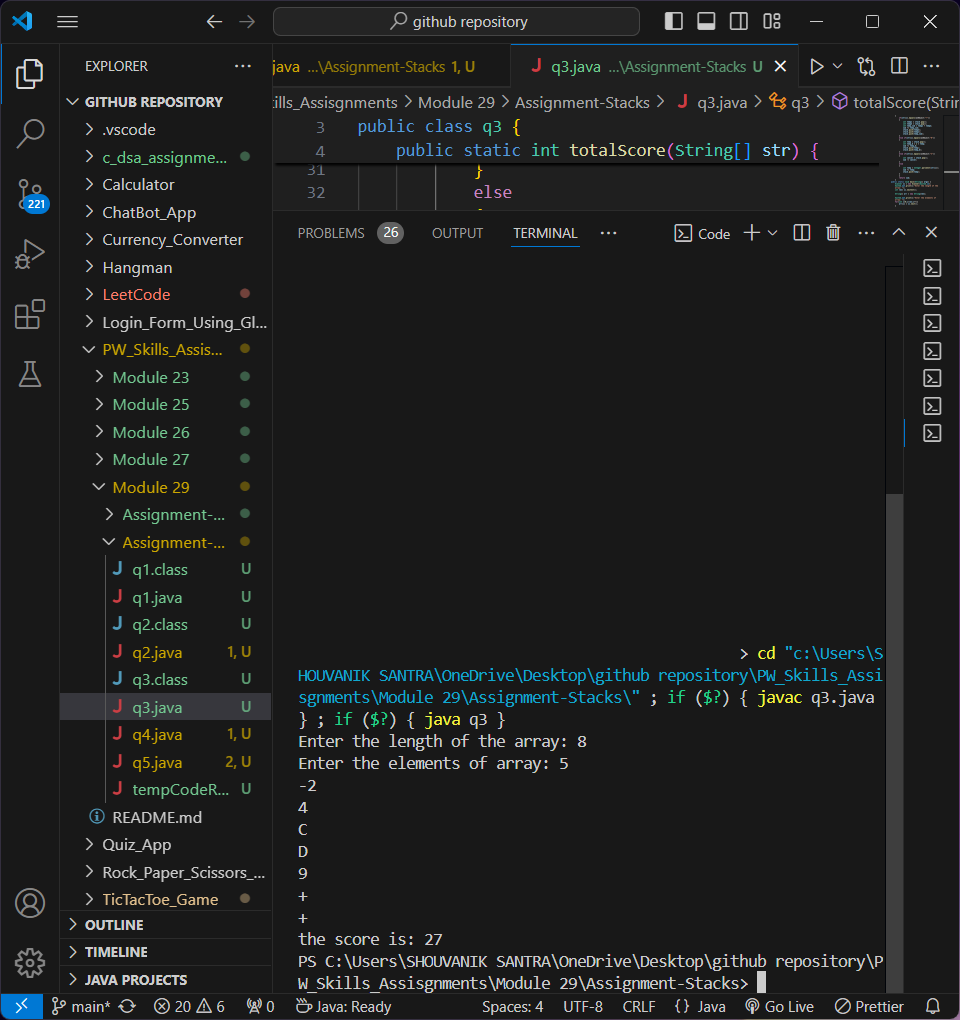 github repository
EXPLORER
GITHUB REPOSITORY
.vscode
c_dsa_assignme...
Calculator
ChatBot_App
Currency_Converter
Hangman
LeetCode
Login_Form_Using_Gl...
PW_Skills_Assis...
Module 23
Module 25
Module 26
Module 27
Module 29
Assignment-...
Assignment-...
J q1.class U
J q1.java U
J q2.class U
J q2.java 1, U
J q3.class U
J q3.java U
J q4.java 1, U
J q5.java 2, U
J tempCodeR... U
README.md
Quiz_App
Rock_Paper_Scissors_...
TicTacToe_Game
OUTLINE
TIMELINE
JAVA PROJECTS
221
java ...\Assignment-Stacks 1, U
J q3.java ...\Assignment-Stacks U
ills_Assisgnments > Module 29 > Assignment-Stacks > J q3.java > q3 > totalScore(Strin
3 public class q3 {
4 public static int totalScore(String[] str) {
31 }
32 else
PROBLEMS 26 OUTPUT TERMINAL ... Code
> cd "c:\Users\S
HOUVANIK SANTRA\OneDrive\Desktop\github repository\PW_Skills_Assi
sgnments\Module 29\Assignment-Stacks\" ; if ($?) { javac q3.java
} ; if ($?) { java q3 }
Enter the length of the array: 8
Enter the elements of array: 5
-2
4
C
D
9
+
+
the score is: 27
PS C:\Users\SHOUVANIK SANTRA\OneDrive\Desktop\github repository\P
W_Skills_Assisgnments\Module 29\Assignment-Stacks>
main* 20 6 0 Java: Ready Spaces: 4 UTF-8 CRLF {} Java Go Live Prettier